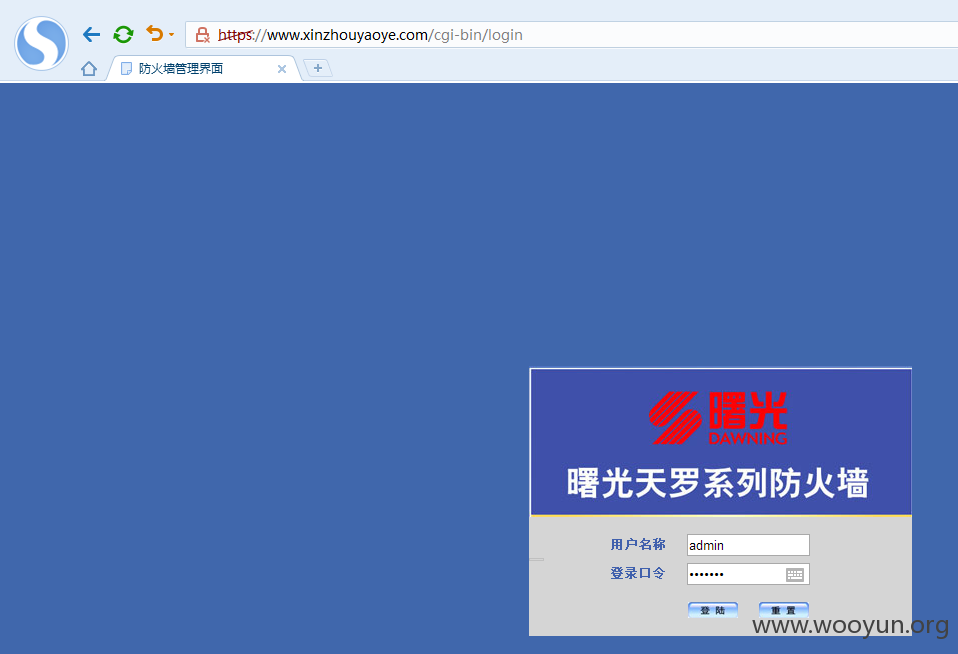 https://www.xinzhouyaoye.com/cgi-bin/login
防火墙管理界面
曙光
DAWNING
曙光天罗系列防火墙
用户名称 admin
登录口令 •••••••
登 陆 重 置
www.wooyun.org